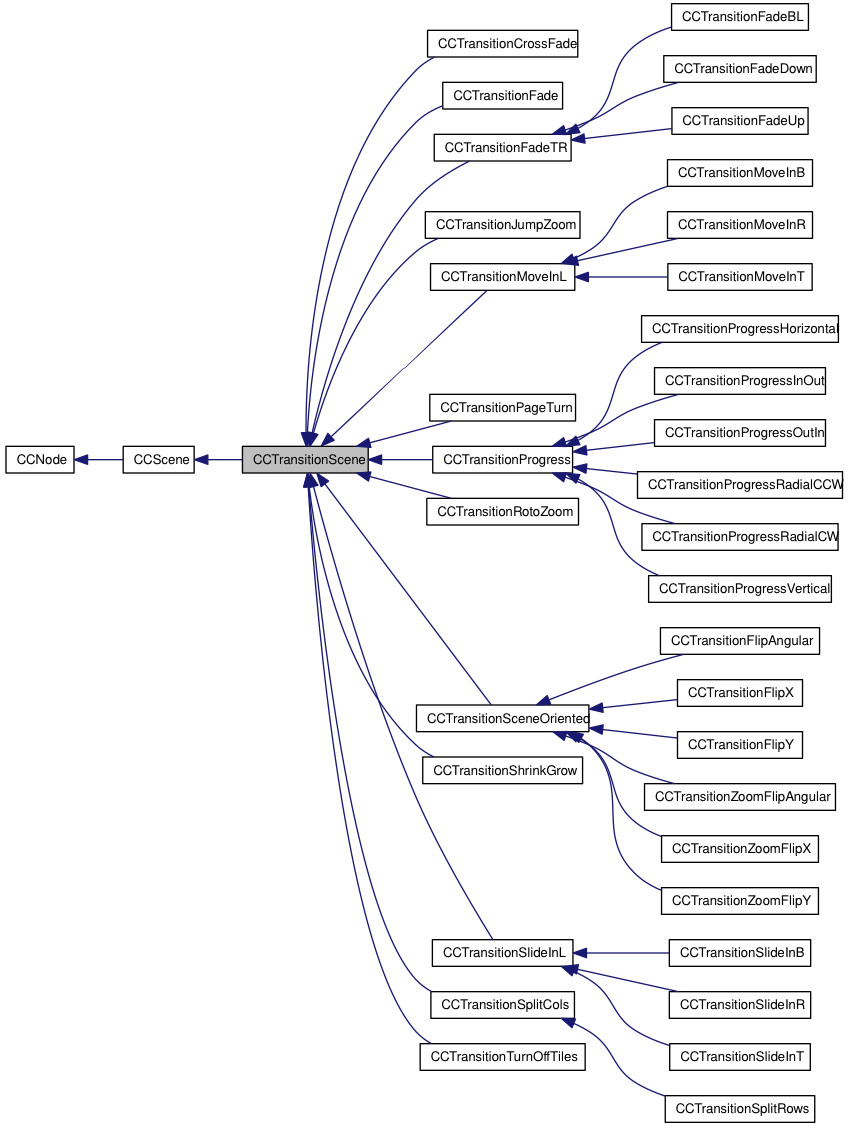 CCTransitionFadeBL
CCTransitionCrossFade
CCTransitionFadeDown
CCTransitionFade
CCTransitionFadeUp
CCTransitionFadeTR
CCTransitionMoveInB
CCTransitionJumpZoom
CCTransitionMoveInR
CCTransitionMoveInL
CCTransitionMoveInT
CCTransitionProgressHorizontal
CCTransitionProgressInOut
CCTransitionPageTurn
CCTransitionProgressOutIn
CCNode
CCScene
CCTransitionScene
CCTransitionProgress
CCTransitionProgressRadialCCW
CCTransitionRotoZoom
CCTransitionProgressRadialCW
CCTransitionProgressVertical
CCTransitionFlipAngular
CCTransitionFlipX
CCTransitionSceneOriented
CCTransitionFlipY
CCTransitionShrinkGrow
CCTransitionZoomFlipAngular
CCTransitionZoomFlipX
CCTransitionZoomFlipY
CCTransitionSlideInL
CCTransitionSlideInB
CCTransitionSplitCols
CCTransitionSlideInR
CCTransitionTurnOffTiles
CCTransitionSlideInT
CCTransitionSplitRows